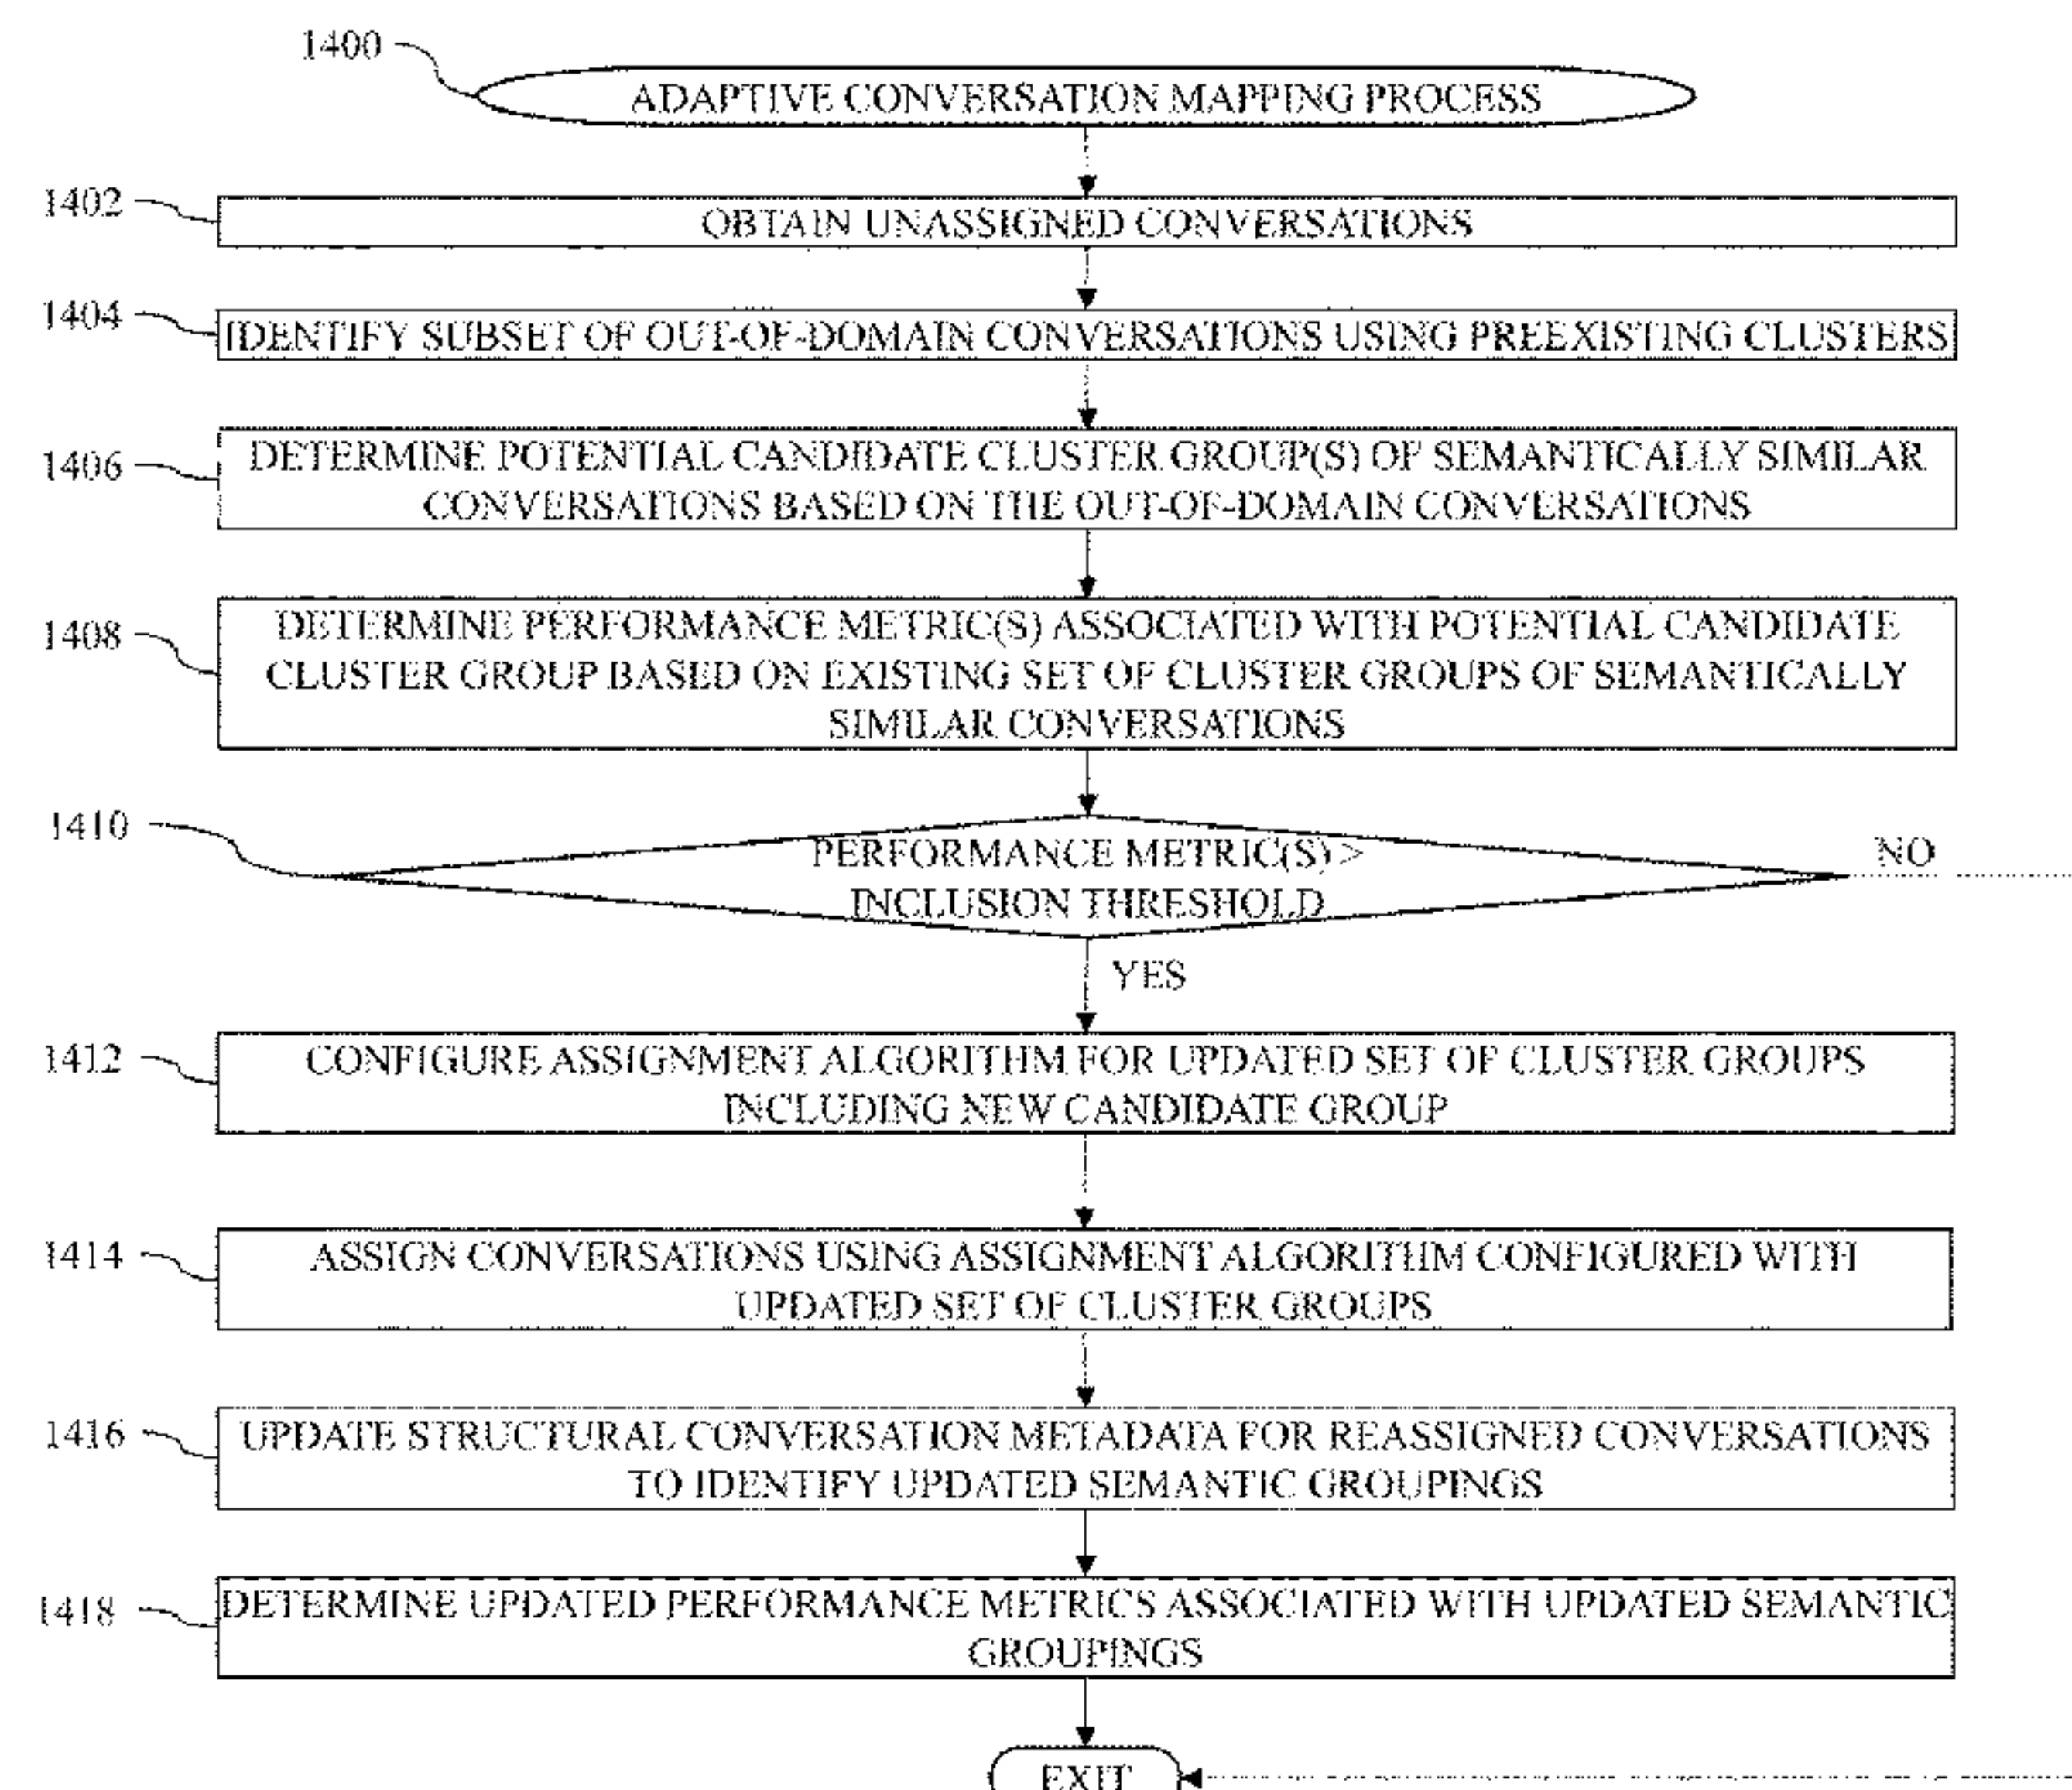 1400
ADAPTIVE CONVERSATION MAPPING PROCESS
1402
OBTAIN UNASSIGNED CONVERSATIONS
1404
IDENTIFY SUBSET OF OUT-OF-DOMAIN CONVERSATIONS USING PREEXISTING CLUSTERS
1406
DETERMINE POTENTIAL CANDIDATE CLUSTER GROUP(S) OF SEMANTICALLY SIMILAR
CONVERSATIONS BASED ON THE OUT-OF-DOMAIN CONVERSATIONS
1408
DETERMINE PERFORMANCE METRIC(S) ASSOCIATED WITH POTENTIAL CANDIDATE
CLUSTER GROUP BASED ON EXISTING SET OF CLUSTER GROUPS OF SEMANTICALLY
SIMILAR CONVERSATIONS
1410
PERFORMANCE METRIC(S) >
INCLUSION THRESHOLD
NO
YES
1412
CONFIGURE ASSIGNMENT ALGORITHM FOR UPDATED SET OF CLUSTER GROUPS
INCLUDING NEW CANDIDATE GROUP
1414
ASSIGN CONVERSATIONS USING ASSIGNMENT ALGORITHM CONFIGURED WITH
UPDATED SET OF CLUSTER GROUPS
1416
UPDATE STRUCTURAL CONVERSATION METADATA FOR REASSIGNED CONVERSATIONS
TO IDENTIFY UPDATED SEMANTIC GROUPINGS
1418
DETERMINE UPDATED PERFORMANCE METRICS ASSOCIATED WITH UPDATED SEMANTIC
GROUPINGS
EXIT